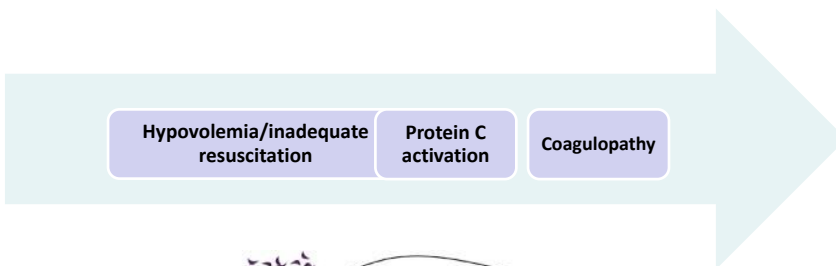 Hypovolemia/inadequate
resuscitation
Protein C
activation
Coagulopathy